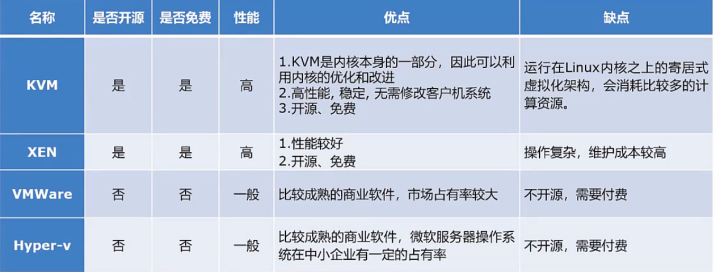 名称 是否开源 是否免费 性能 优点 缺点
KVM 是 是 高
1.KVM是内核本身的一部分，因此可以利
用内核的优化和改进
2.高性能, 稳定, 无需修改客户机系统
3.开源、免费
运行在Linux内核之上的寄居式
虚拟化架构，会消耗比较多的计
算资源。
XEN 是 是 高
1.性能较好
2.开源、免费
操作复杂，维护成本较高
VMWare 否 否 一般 比较成熟的商业软件，市场占有率较大 不开源，需要付费
Hyper-v 否 否 一般
比较成熟的商业软件，微软服务器操作系
统在中小企业有一定的占有率
不开源，需要付费